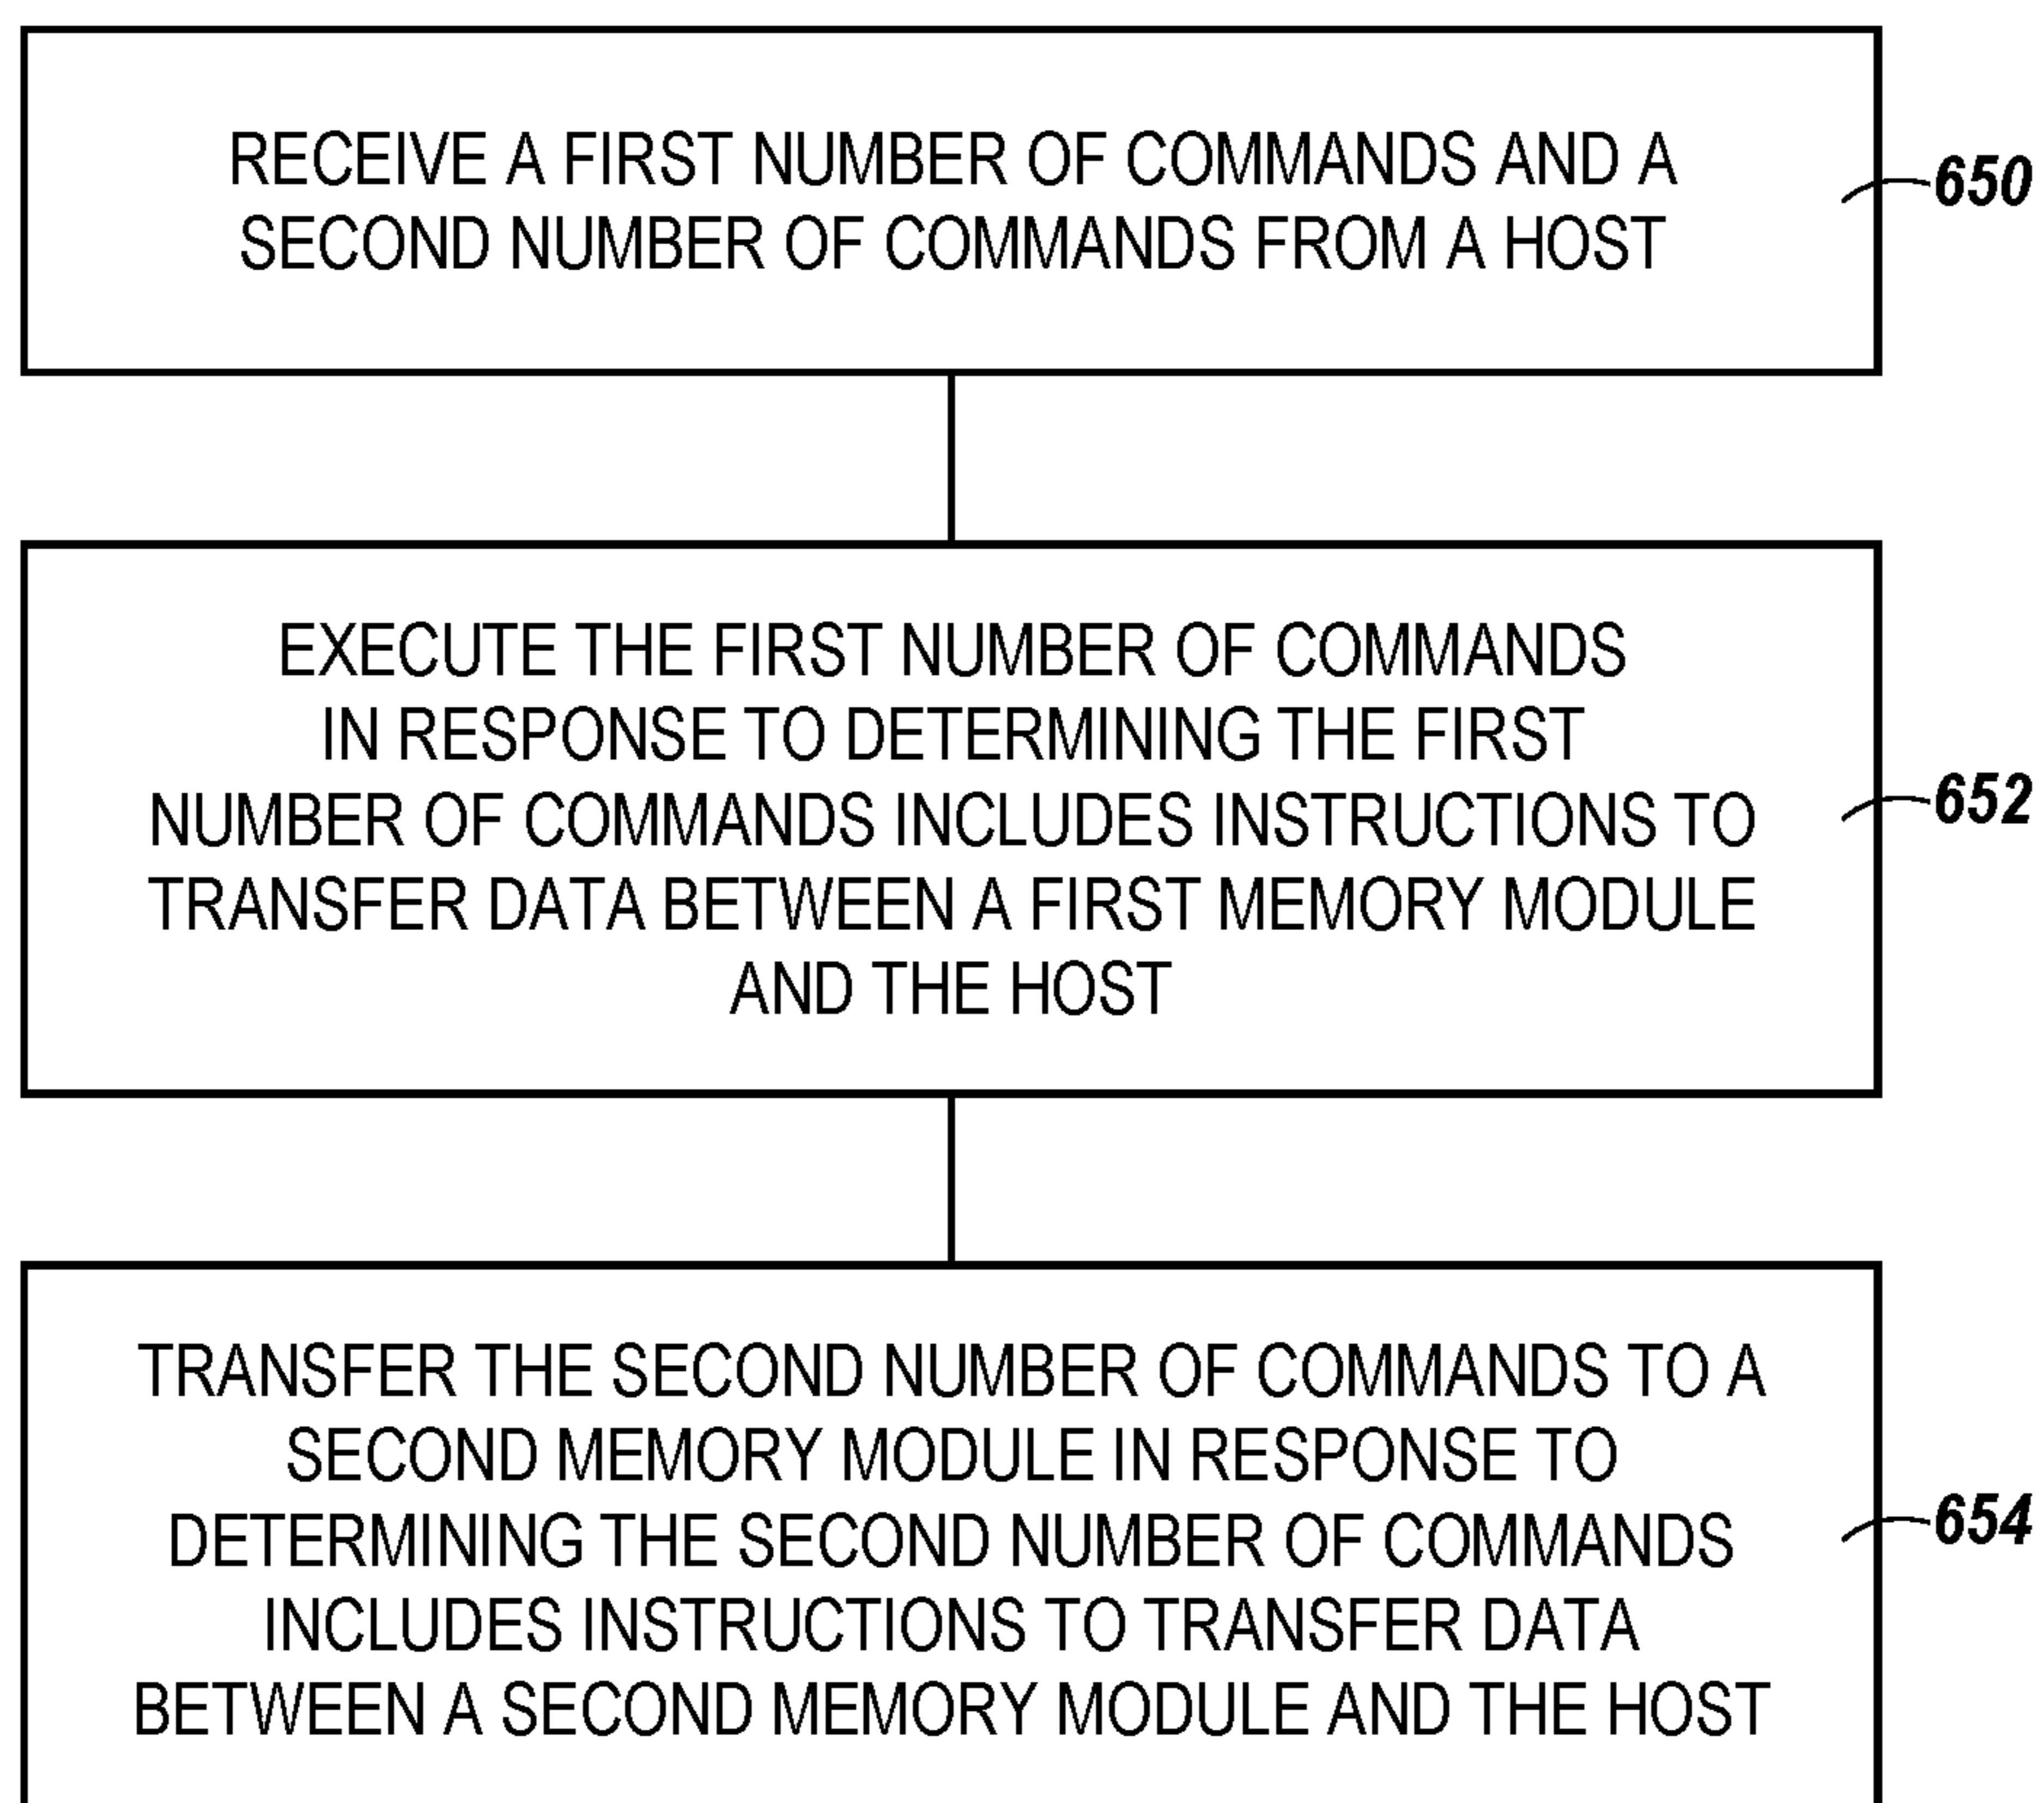 RECEIVE A FIRST NUMBER OF COMMANDS AND A
SECOND NUMBER OF COMMANDS FROM A HOST
650
EXECUTE THE FIRST NUMBER OF COMMANDS
IN RESPONSE TO DETERMINING THE FIRST
NUMBER OF COMMANDS INCLUDES INSTRUCTIONS TO
TRANSFER DATA BETWEEN A FIRST MEMORY MODULE
AND THE HOST
652
TRANSFER THE SECOND NUMBER OF COMMANDS TO A
SECOND MEMORY MODULE IN RESPONSE TO
DETERMINING THE SECOND NUMBER OF COMMANDS
INCLUDES INSTRUCTIONS TO TRANSFER DATA
BETWEEN A SECOND MEMORY MODULE AND THE HOST
654